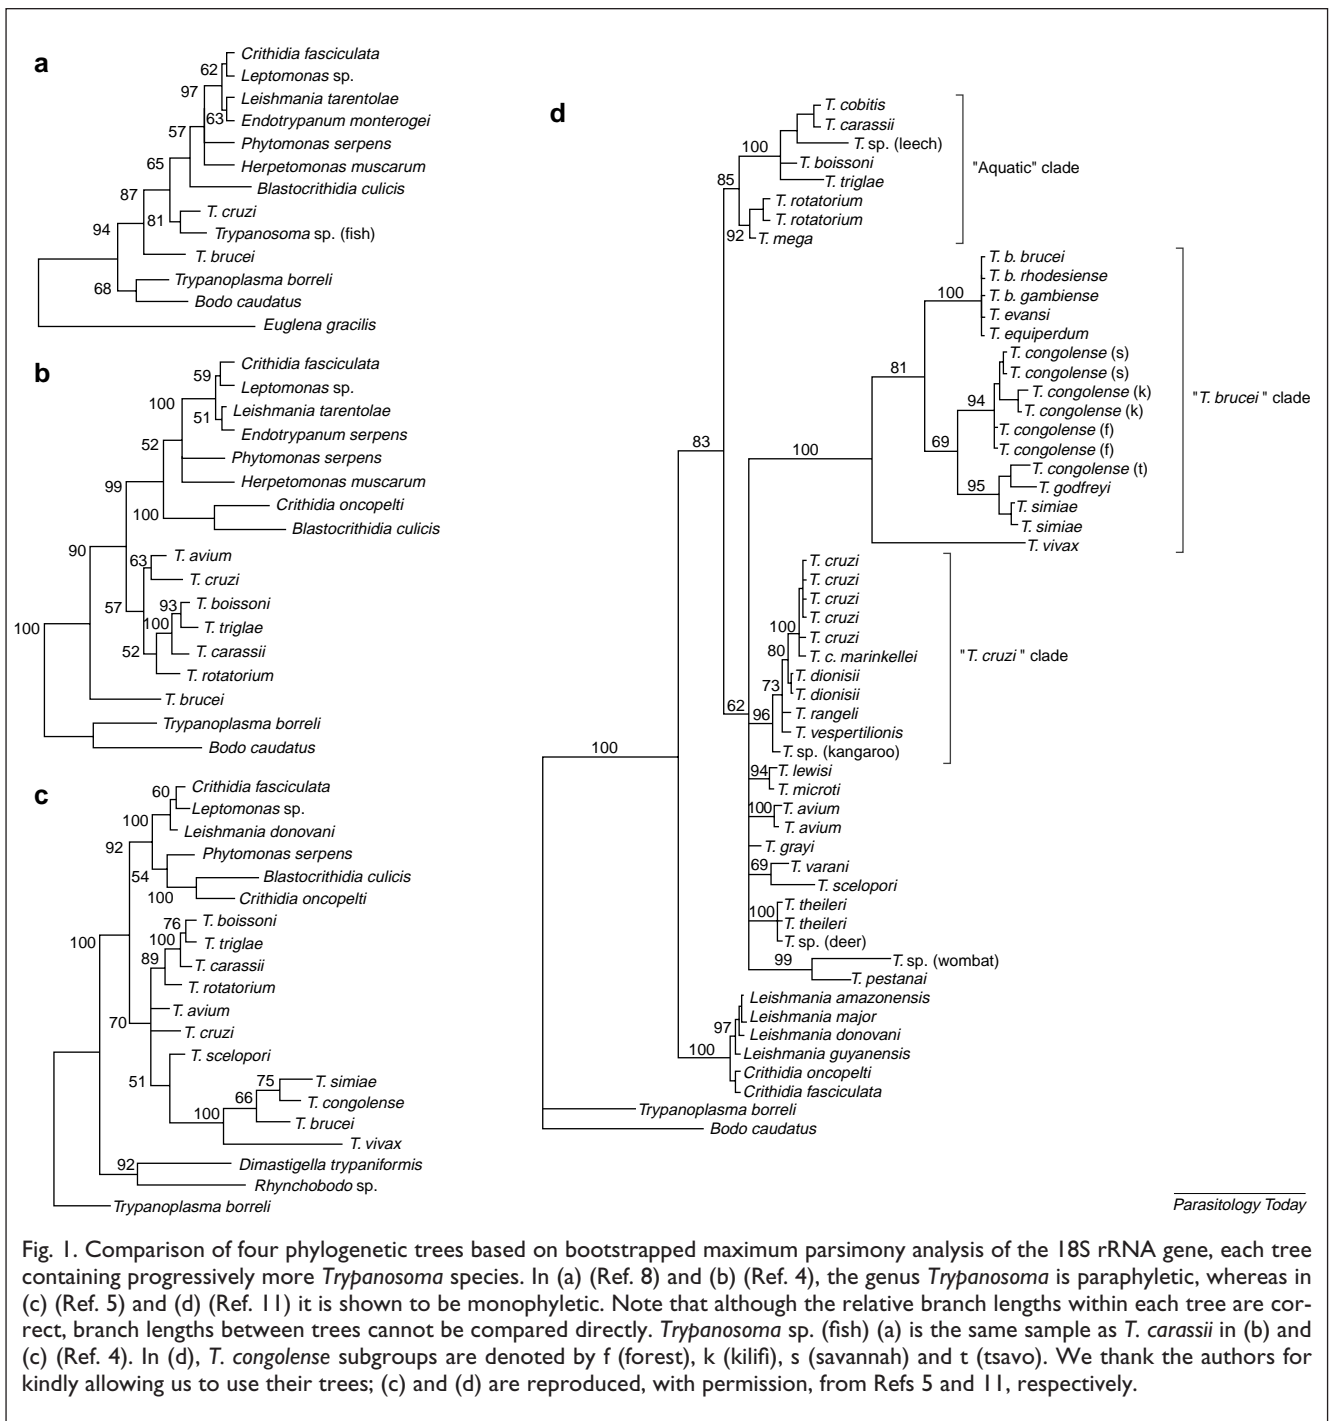 a
Crithidia fasciculata
62
Leptomonas sp.
97
Leishmania tarentolae
63
Endotrypanum monterogei
57
Phytomonas serpens
65
Herpetomonas muscarum
Blastocrithidia culicis
87
T. cruzi
81
Trypanosoma sp. (fish)
94
T. brucei
Trypanoplasma borreli
68
Bodo caudatus
Euglena gracilis
b
Crithidia fasciculata
59
Leptomonas sp.
100
Leishmania tarentolae
51
Endotrypanum serpens
52
Phytomonas serpens
Herpetomonas muscarum
99
Crithidia oncopelti
100
Blastocrithidia culicis
90
T. avium
63
T. cruzi
57
T. boissoni
93
100
T. triglae
100
T. carassii
52
T. rotatorium
T. brucei
Trypanoplasma borreli
Bodo caudatus
c
Crithidia fasciculata
60
Leptomonas sp.
100
Leishmania donovani
92
Phytomonas serpens
54
Blastocrithidia culicis
100
Crithidia oncopelti
T. boissoni
76
100
T. triglae
100
89
T. carassii
T. rotatorium
T. avium
70
T. cruzi
T. scelopori
51
75
T. simiae
66
T. congolense
100
T. brucei
T. vivax
92
Dimastigella trypaniformis
Rhynchobodo sp.
Trypanoplasma borreli
d
T. cobitis
T. carassii
T. sp. (leech)
100
T. boissoni
"Aquatic" clade
85
T. triglae
T. rotatorium
T. rotatorium
92
T. mega
T. b. brucei
T. b. rhodesiense
100
T. b. gambiense
T. evansi
T. equiperdum
T. congolense (s)
81
T. congolense (s)
T. congolense (k)
"T. brucei" clade
94
T. congolense (k)
T. congolense (f)
83
69
100
T. congolense (f)
T. congolense (t)
95
T. godfreyi
T. simiae
T. simiae
T. vivax
T. cruzi
T. cruzi
T. cruzi
T. cruzi
100
T. cruzi
80
T. c. marinkellei
"T. cruzi" clade
T. dionisii
73
T. dionisii
62
96
T. rangeli
T. vespertilionis
100
T. sp. (kangaroo)
94
T. lewisi
T. microti
100
T. avium
T. avium
T. grayi
69
T. varani
T. scelopori
T. theileri
100
T. theileri
T. sp. (deer)
99
T. sp. (wombat)
T. pestanai
Leishmania amazonensis
Leishmania major
97
Leishmania donovani
100
Leishmania guyanensis
Crithidia oncopelti
Crithidia fasciculata
Trypanoplasma borreli
Bodo caudatus
Parasitology Today
Fig. 1. Comparison of four phylogenetic trees based on bootstrapped maximum parsimony analysis of the 18S rRNA gene, each tree
containing progressively more Trypanosoma species. In (a) (Ref. 8) and (b) (Ref. 4), the genus Trypanosoma is paraphyletic, whereas in
(c) (Ref. 5) and (d) (Ref. 11) it is shown to be monophyletic. Note that although the relative branch lengths within each tree are cor-
rect, branch lengths between trees cannot be compared directly. Trypanosoma sp. (fish) (a) is the same sample as T. carassii in (b) and
(c) (Ref. 4). In (d), T. congolense subgroups are denoted by f (forest), k (kilifi), s (savannah) and t (tsavo). We thank the authors for
kindly allowing us to use their trees; (c) and (d) are reproduced, with permission, from Refs 5 and 11, respectively.